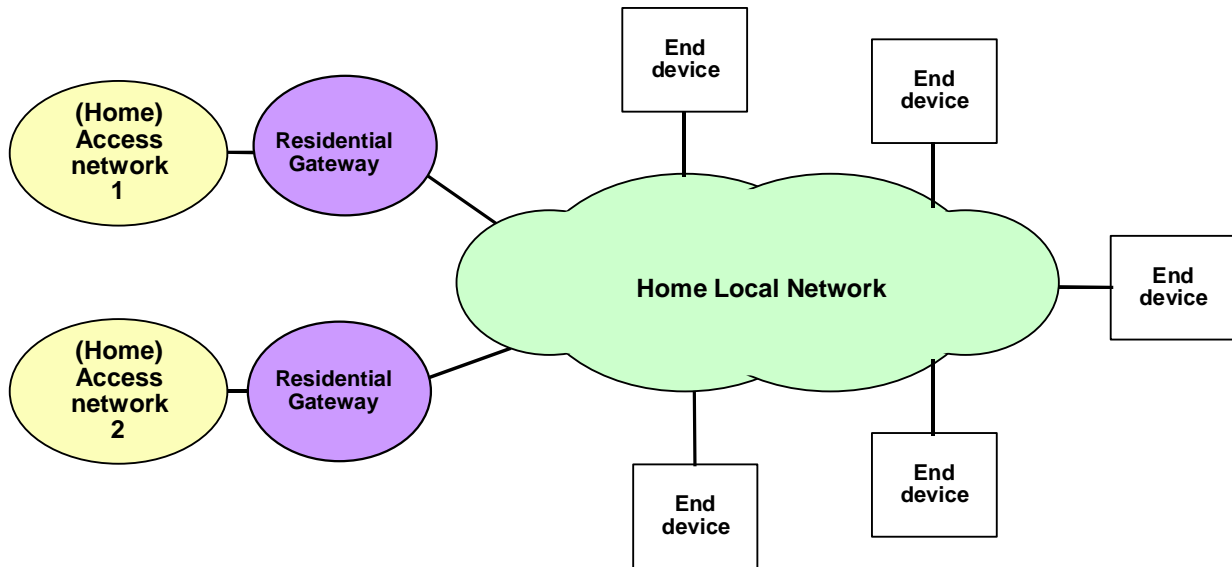 End
device
End
device
(Home)
Access
network
1
Residential
Gateway
End
device
Home Local Network
(Home)
Access
network
2
Residential
Gateway
End
device
End
device